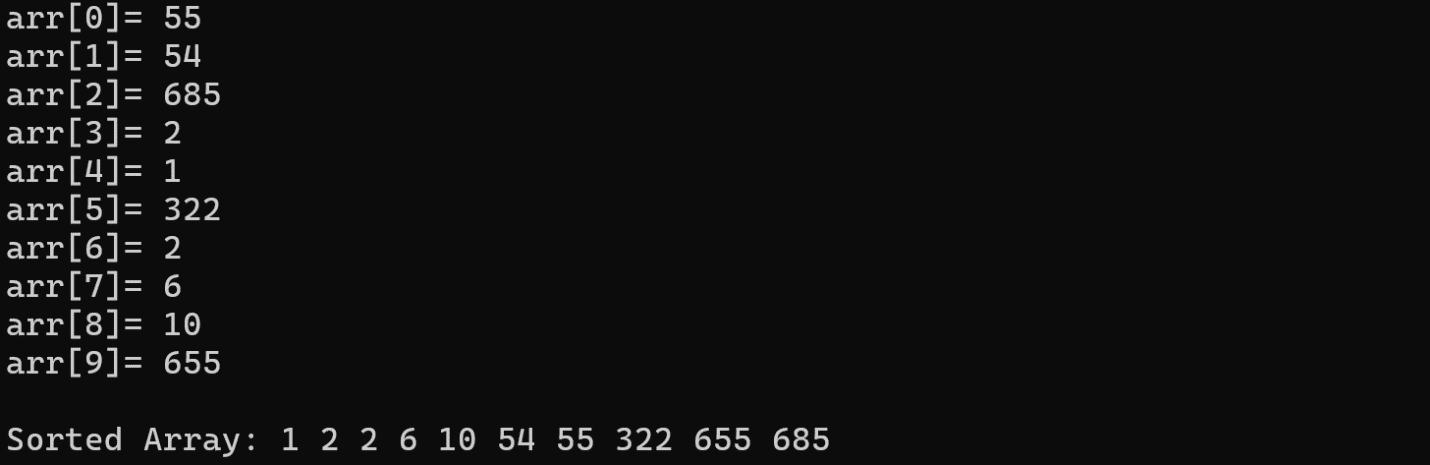 arr[0]= 55
arr[1]= 54
arr[2]= 685
arr[3]= 2
arr[4]= 1
arr[5]= 322
arr[6]= 2
arr[7]= 6
arr[8]= 10
arr[9]= 655
Sorted Array: 1 2 2 6 10 54 55 322 655 685